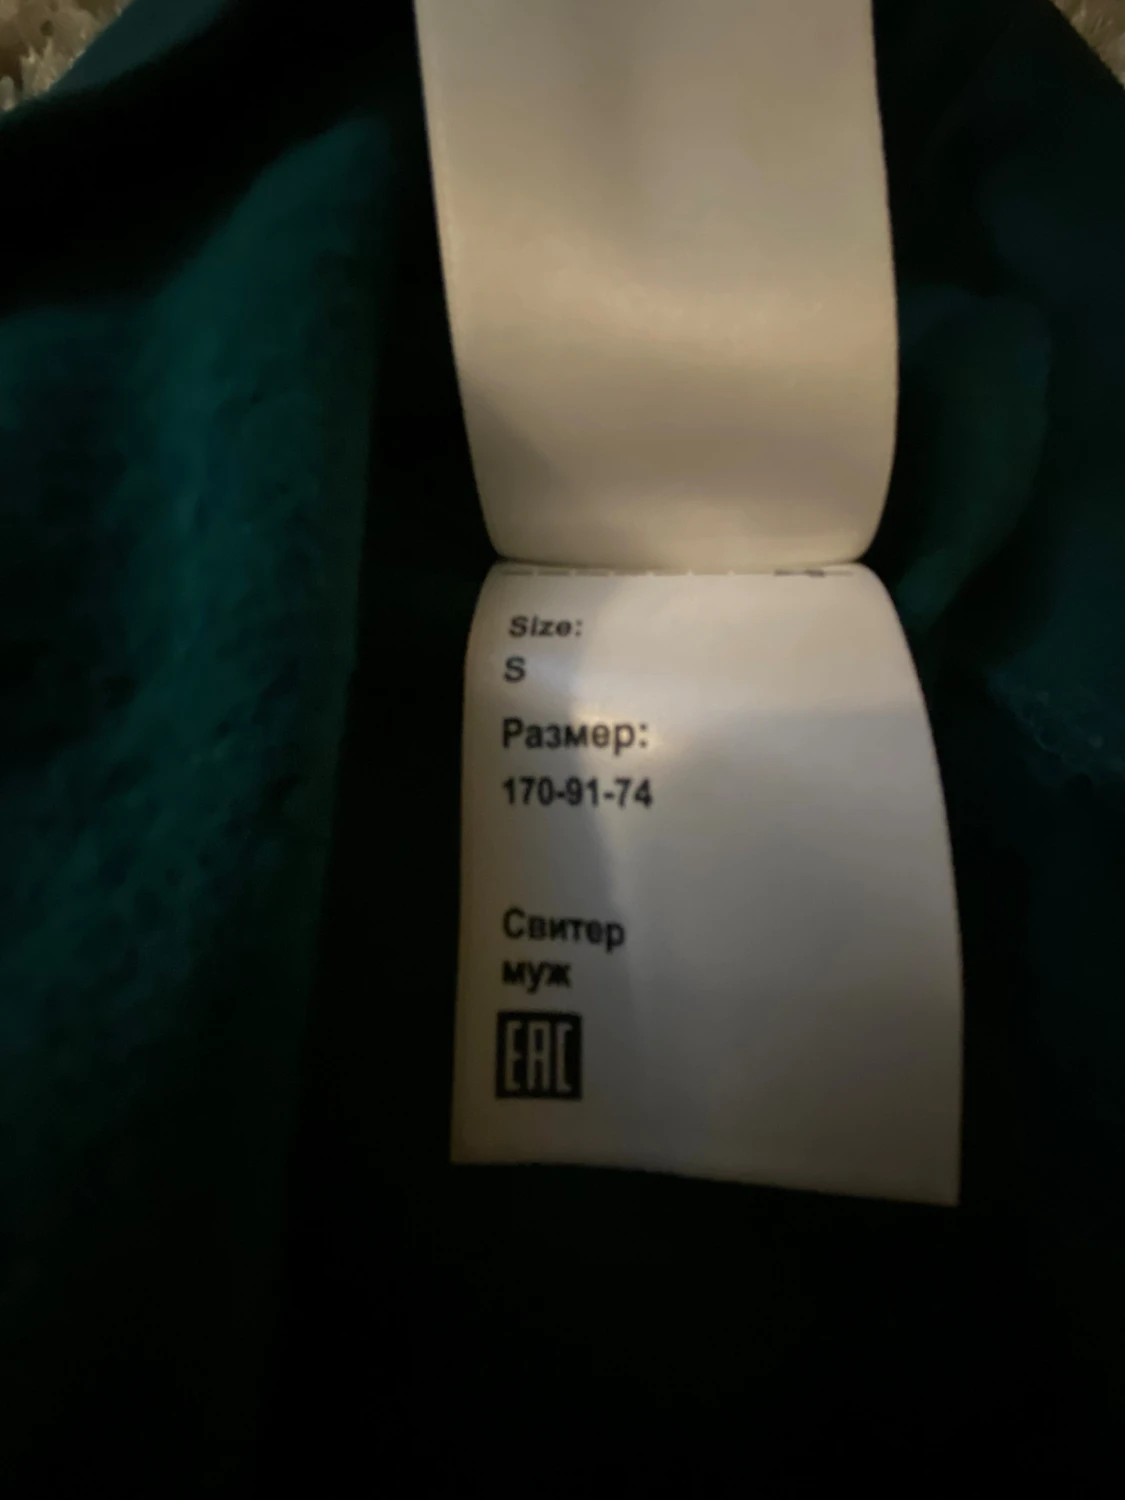 Size:
S
Размер:
170-91-74
Свитер
муж
EAC